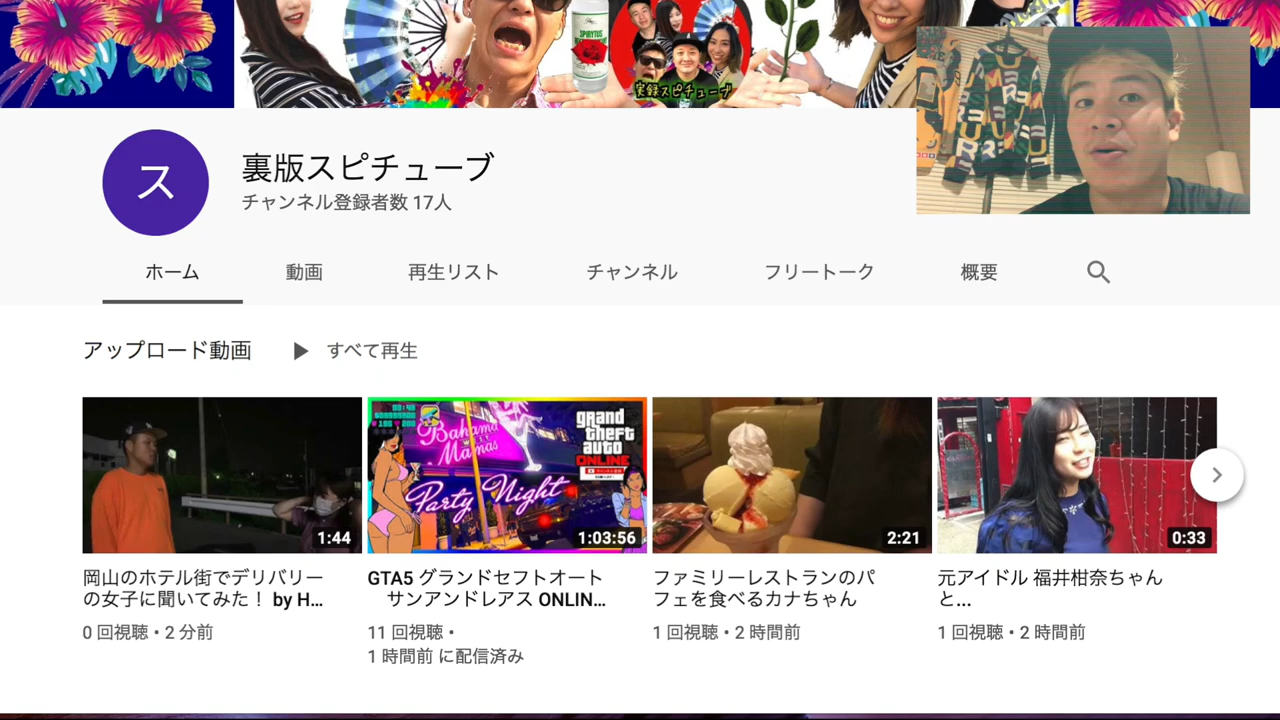 SPIRYTUS
実録スピチューブ
ス
裏版スピチューブ
チャンネル登録者数 17人
ホーム
動画
再生リスト
チャンネル
フリートーク
概要
アップロード動画
すべて再生
1:44
Bahama
Mamas
Party Night
grand
theft
auto
ONLINE
1:03:56
2:21
0:33
岡山のホテル街でデリバリー
の女子に聞いてみた！ by H...
0 回視聴・2 分前
GTA5 グランドセフトオート
サンアンドレアス ONLIN...
11 回視聴・
1 時間前 に配信済み
ファミリーレストランのパ
フェを食べるカナちゃん
1 回視聴・2 時間前
元アイドル 福井柑奈ちゃん
と...
1 回視聴・2 時間前